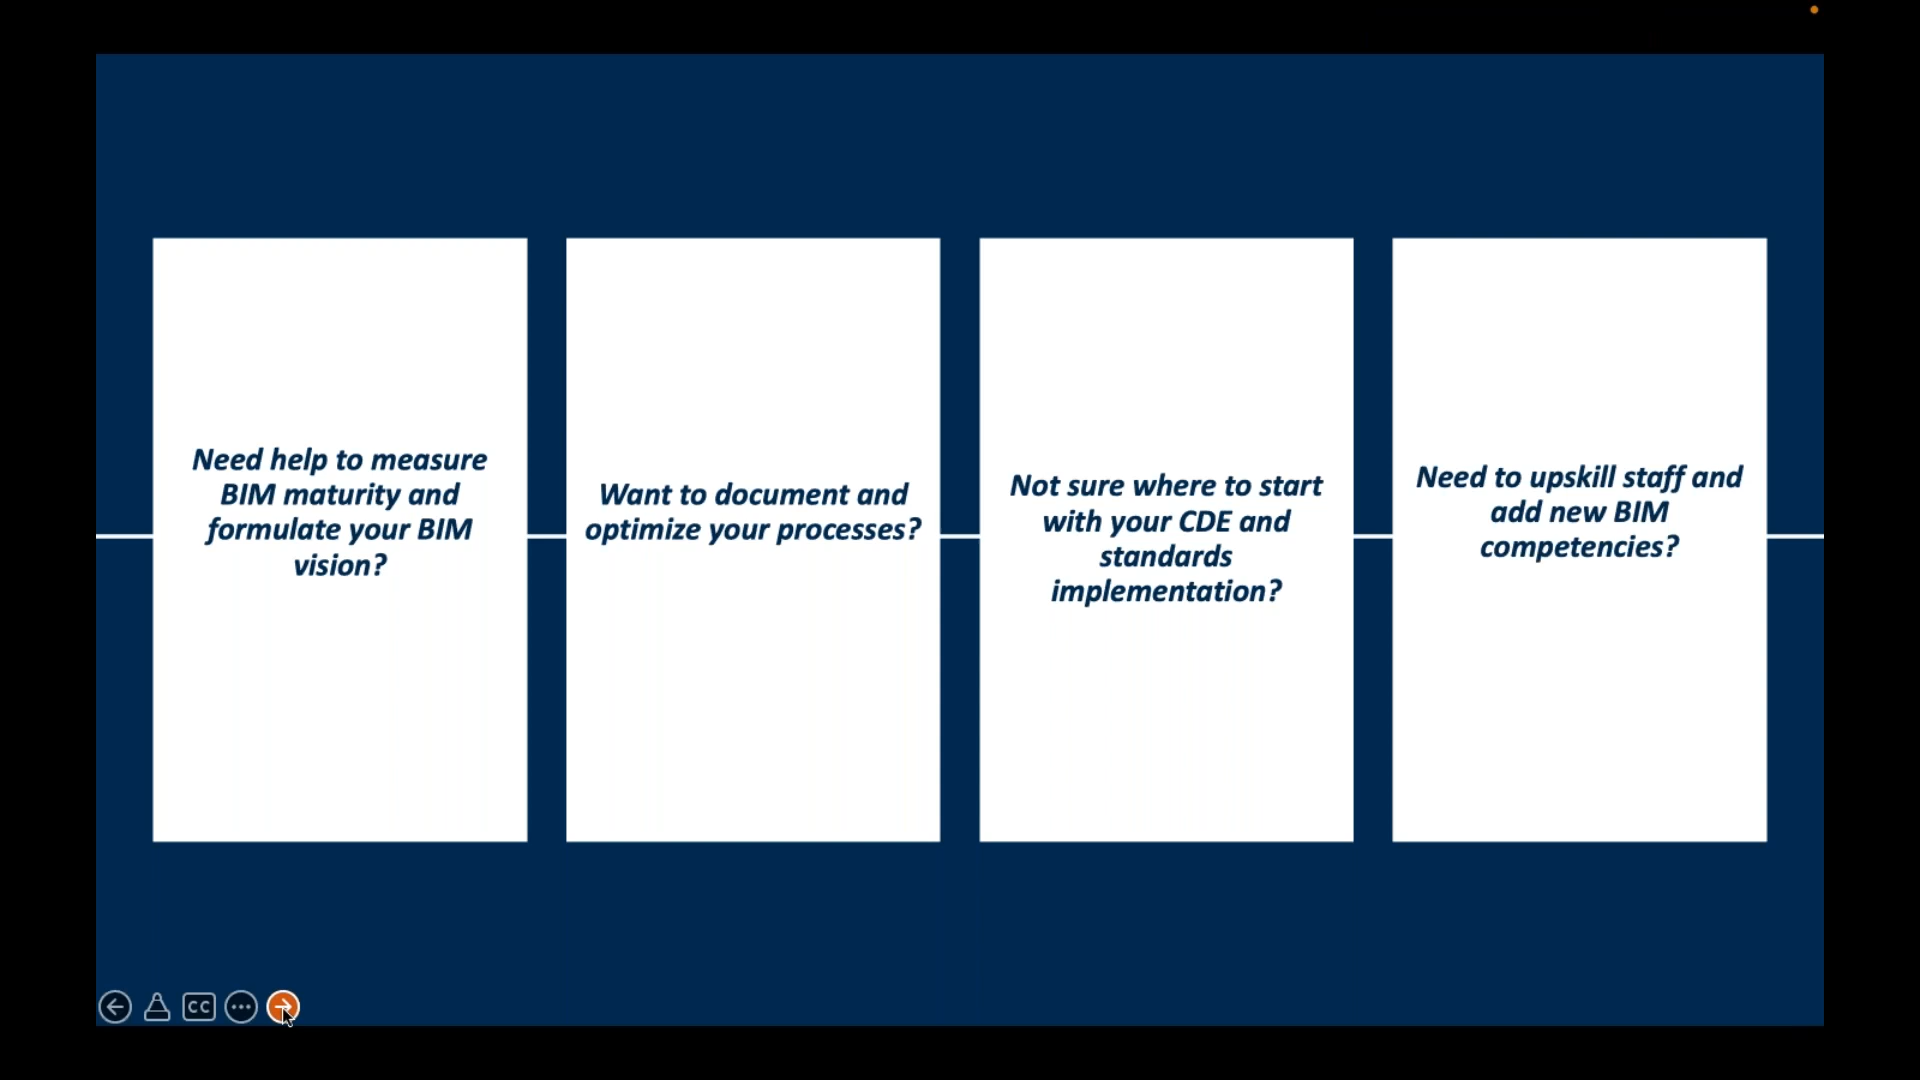 Need help to measure
BIM maturity and
formulate your BIM
vision?
Want to document and
optimize your processes?
Not sure where to start
with your CDE and
standards
implementation?
Need to upskill staff and
add new BIM
competencies?
CC